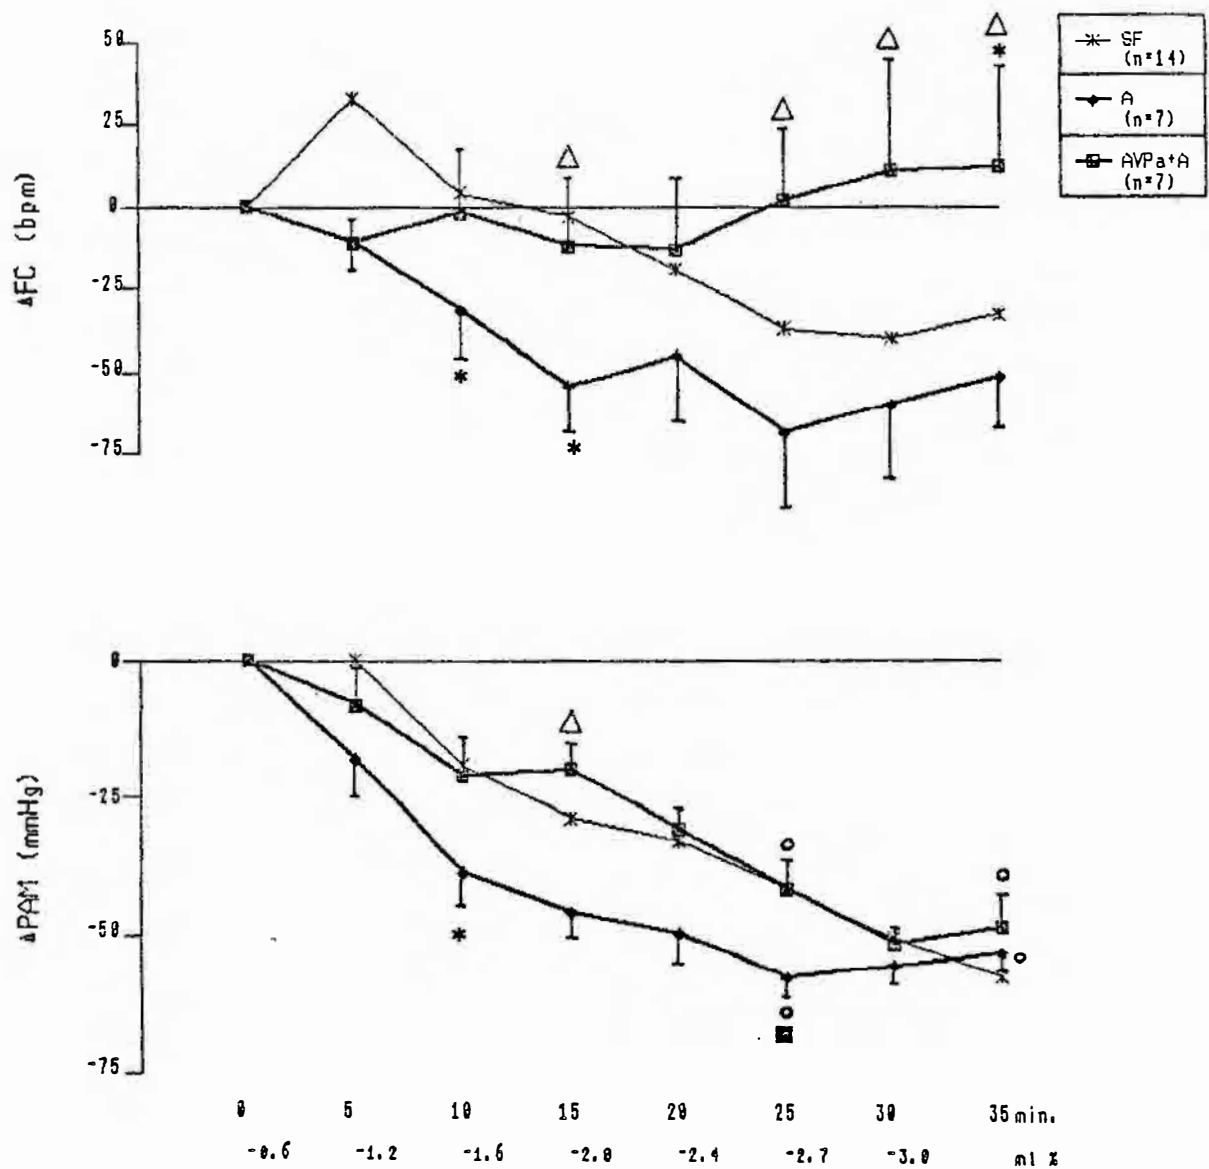 50
25
0
-25
-50
-75
ΔFC (bpm)
SF
(n=14)
A
(n=7)
AVPa+A
(n=7)
0
-25
-50
-75
ΔPAM (mmHg)
0 5 10 15 20 25 30 35 min.
-0.6 -1.2 -1.6 -2.0 -2.4 -2.7 -3.0 ml %